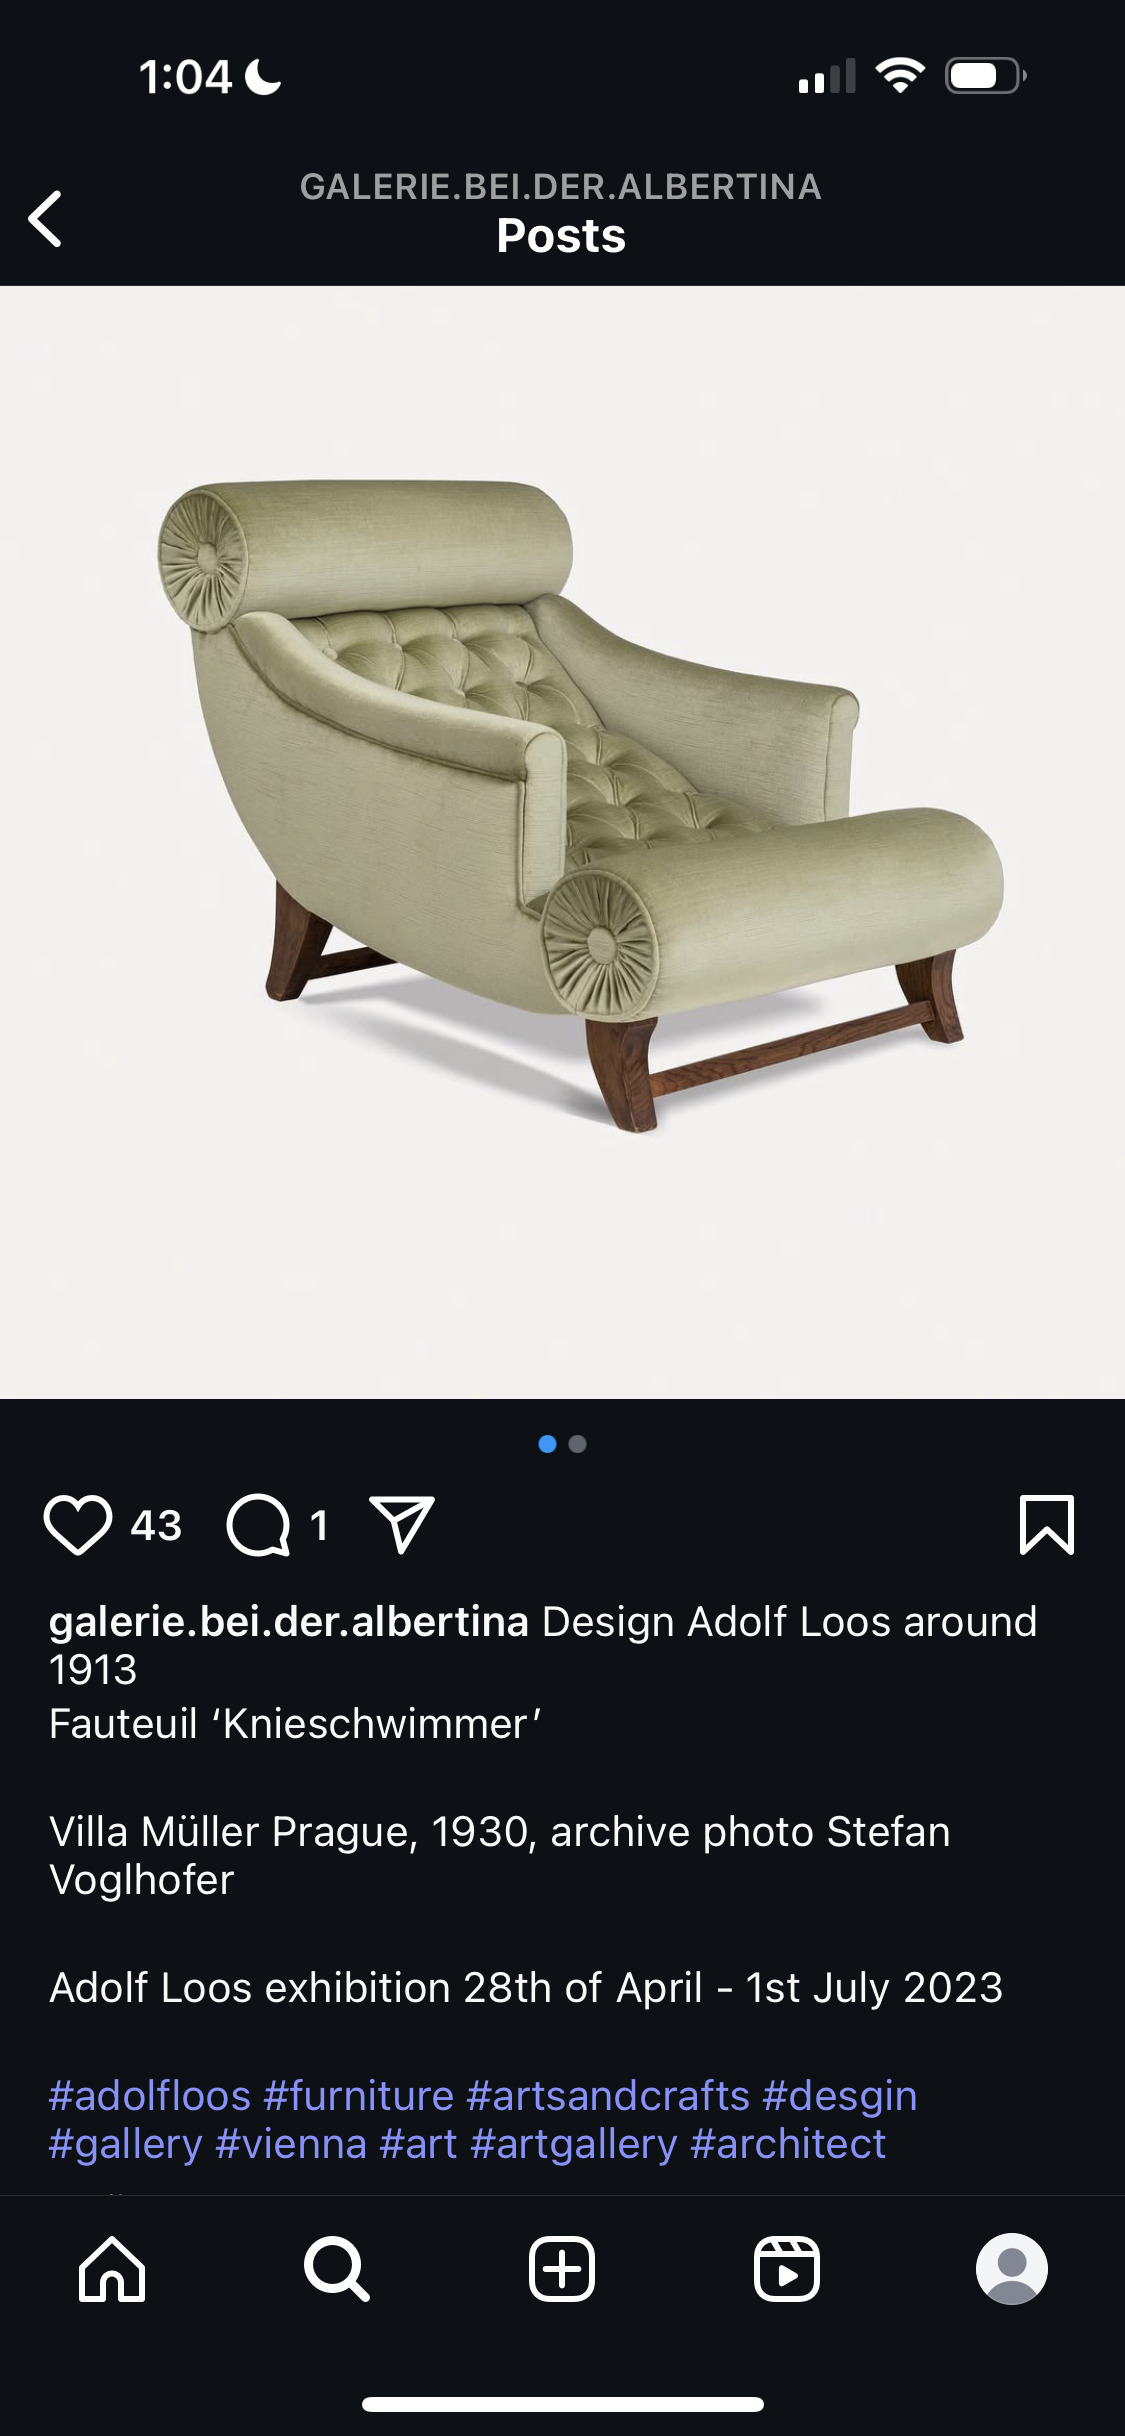 1:04
GALERIE.BEI.DER.ALBERTINA
Posts
43
1
galerie.bei.der.albertina Design Adolf Loos around
1913
Fauteuil ‘Knieschwimmer’
Villa Müller Prague, 1930, archive photo Stefan
Voglhofer
Adolf Loos exhibition 28th of April - 1st July 2023
#adolfloos #furniture #artsandcrafts #desgin
#gallery #vienna #art #artgallery #architect